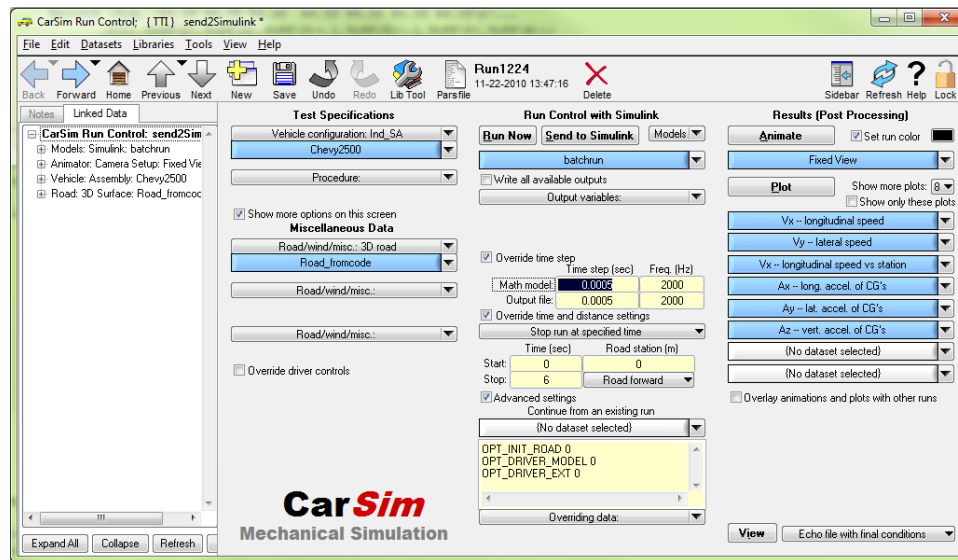 CarSim Run Control; { TTI } send2Simulink *
File Edit Datasets Libraries Tools View Help
Back Forward Home Previous Next New Save Undo Redo Lib Tool Parsfile
Run1224
11-22-2010 13:47:16
Delete
Sidebar Refresh Help Lock
Notes Linked Data
CarSim Run Control: send2Sim
Models: Simulink: batchrun
Animator: Camera Setup: Fixed Vie
Vehicle: Assembly: Chevy2500
Road: 3D Surface: Road_fromcoc
Expand All Collapse Refresh
Test Specifications
Vehicle configuration: Ind_SA
Chevy2500
Procedure:
Show more options on this screen
Miscellaneous Data
Road/wind/misc.: 3D road
Road_fromcode
Road/wind/misc.:
Road/wind/misc.:
Override driver controls
CarSim
Mechanical Simulation
Run Control with Simulink
Run Now Send to Simulink Models
batchrun
Write all available outputs
Output variables:
Override time step
Time step (sec) Freq. (Hz)
Math model: 0.0005 2000
Output file: 0.0005 2000
Override time and distance settings
Stop run at specified time
Time (sec) Road station (m)
Start: 0 0
Stop: 6 Road forward
Advanced settings
Continue from an existing run
{No dataset selected}
OPT_INIT_ROAD 0
OPT_DRIVER_MODEL 0
OPT_DRIVER_EXT 0
Overriding data:
Results (Post Processing)
Animate Set run color
Fixed View
Plot Show more plots: 8
Show only these plots
Vx -- longitudinal speed
Vy -- lateral speed
Vx -- longitudinal speed vs station
Ax -- long. accel. of CG's
Ay -- lat. accel. of CG's
Az -- vert. accel. of CG's
{No dataset selected}
{No dataset selected}
Overlay animations and plots with other runs
View Echo file with final conditions